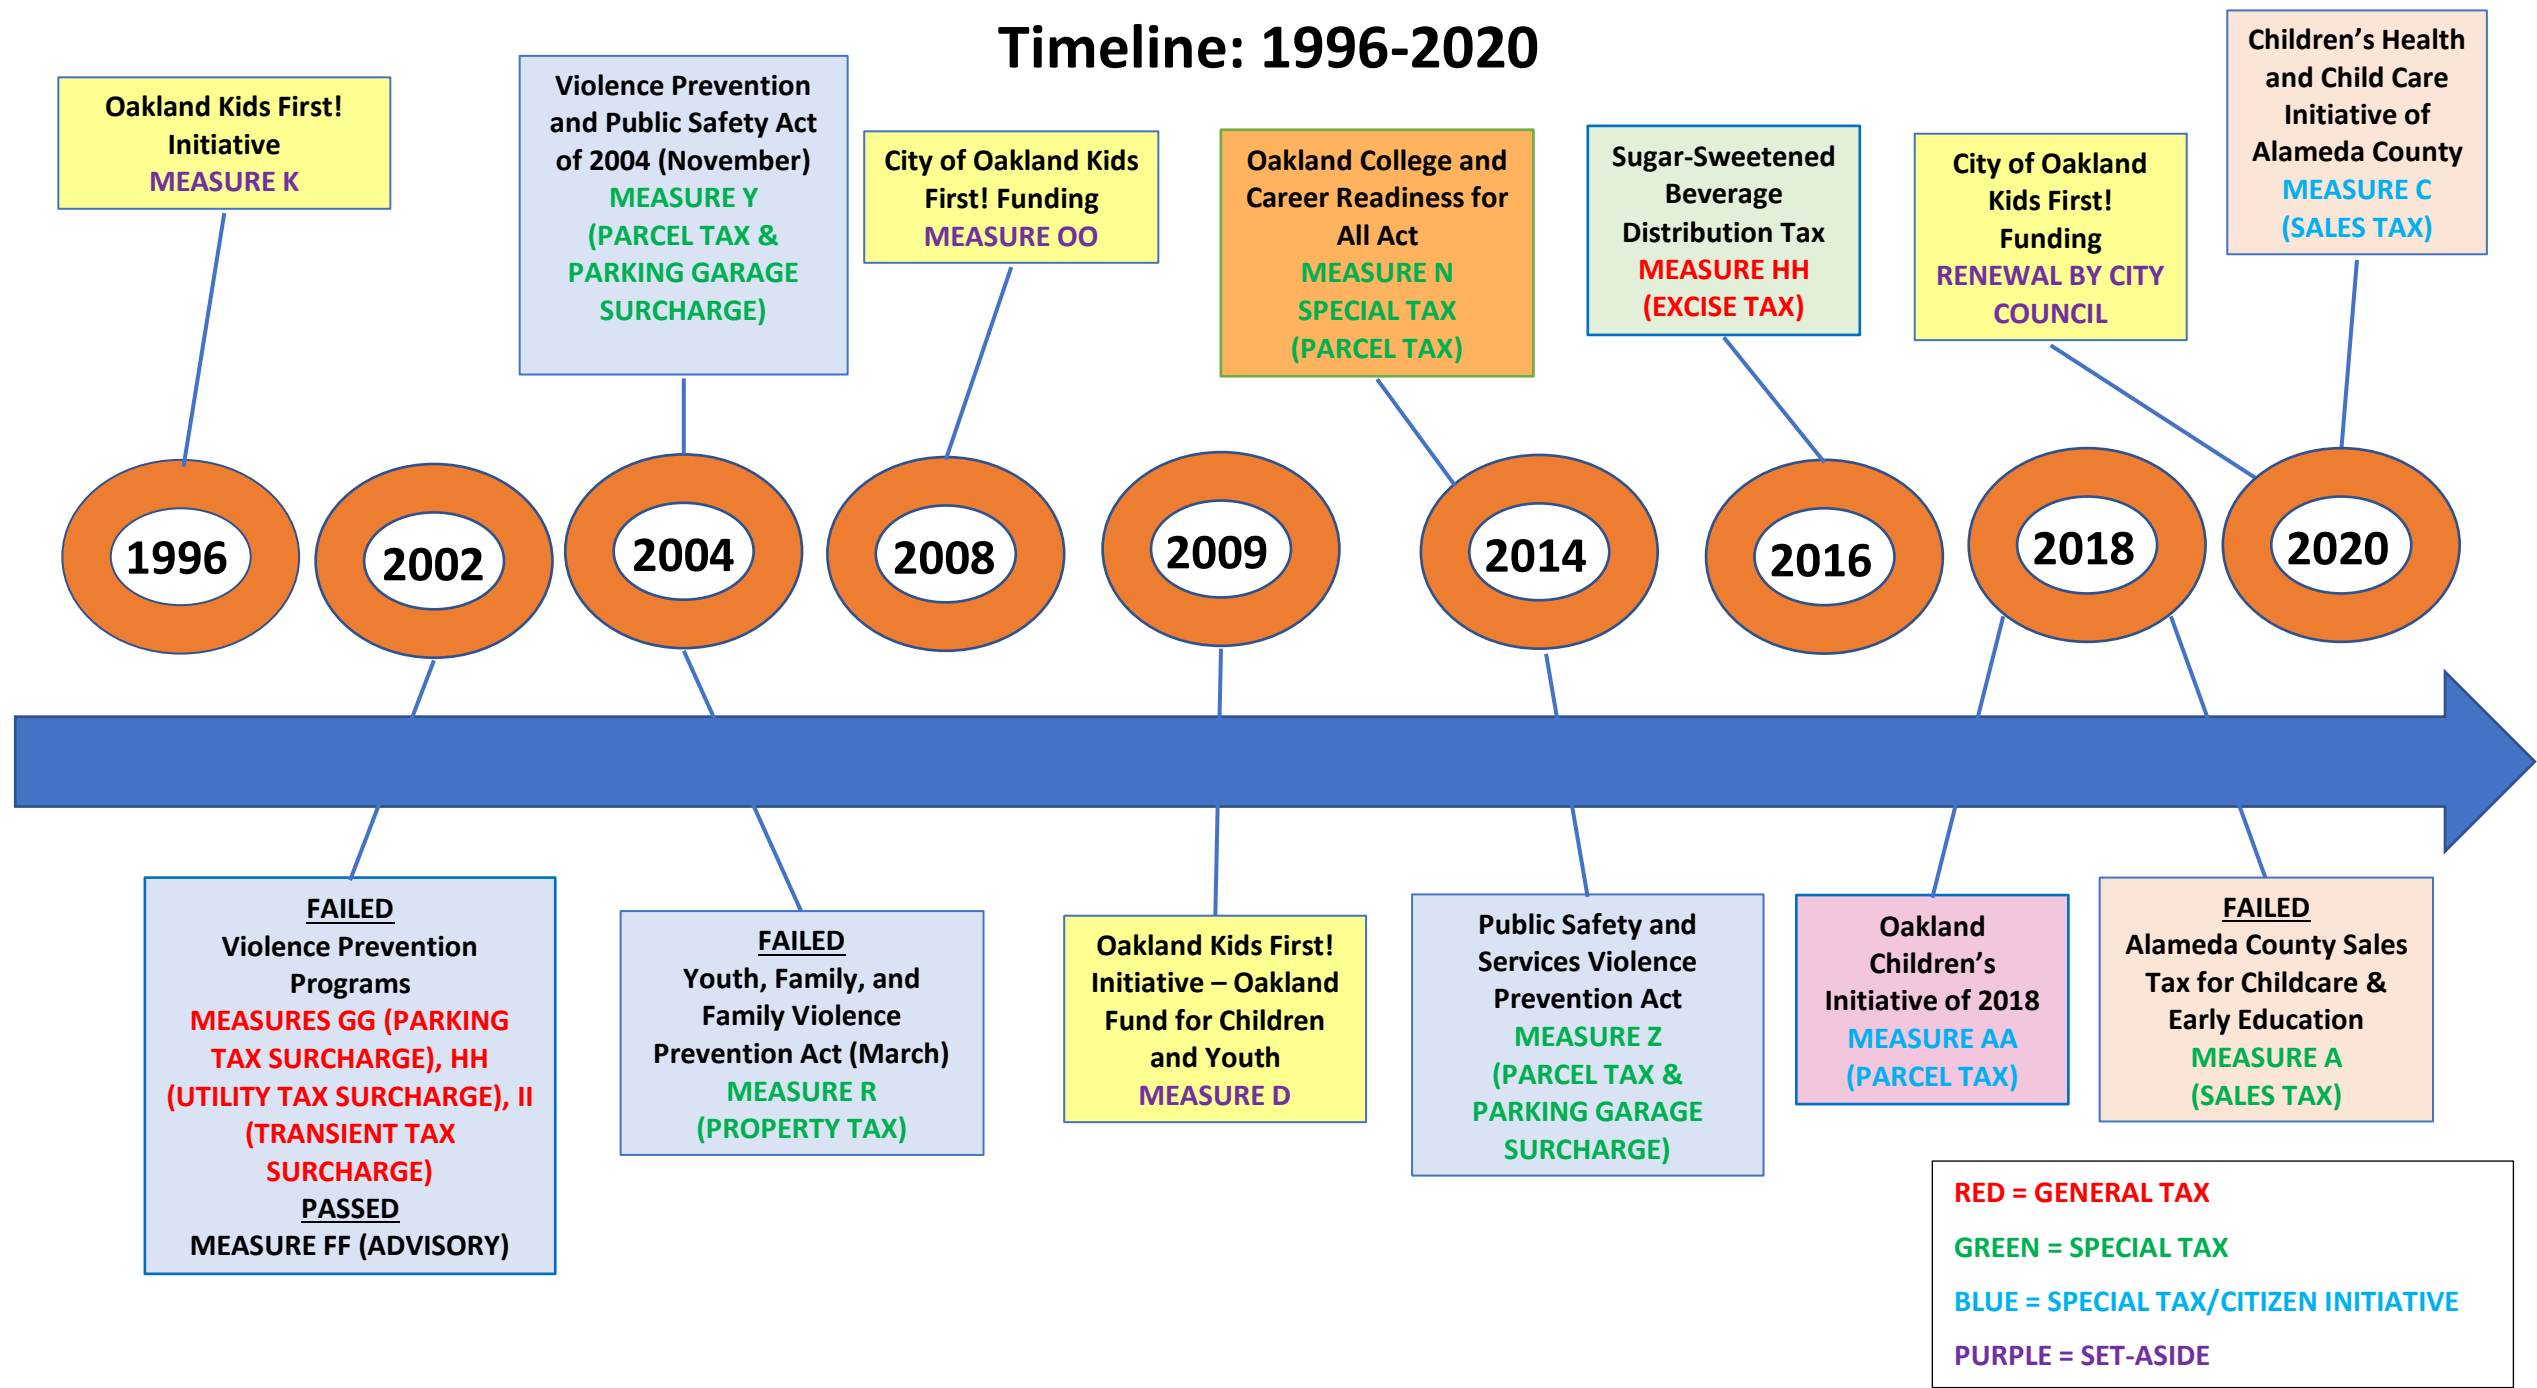 Timeline: 1996-2020
Oakland Kids First!
Initiative
MEASURE K
Violence Prevention
and Public Safety Act
of 2004 (November)
MEASURE Y
(PARCEL TAX &
PARKING GARAGE
SURCHARGE)
City of Oakland Kids
First! Funding
MEASURE OO
Oakland College and
Career Readiness for
All Act
MEASURE N
SPECIAL TAX
(PARCEL TAX)
Sugar-Sweetened
Beverage
Distribution Tax
MEASURE HH
(EXCISE TAX)
City of Oakland
Kids First!
Funding
RENEWAL BY CITY
COUNCIL
Children’s Health
and Child Care
Initiative of
Alameda County
MEASURE C
(SALES TAX)
1996
2002
2004
2008
2009
2014
2016
2018
2020
FAILED
Violence Prevention
Programs
MEASURES GG (PARKING
TAX SURCHARGE), HH
(UTILITY TAX SURCHARGE), II
(TRANSIENT TAX
SURCHARGE)
PASSED
MEASURE FF (ADVISORY)
FAILED
Youth, Family, and
Family Violence
Prevention Act (March)
MEASURE R
(PROPERTY TAX)
Oakland Kids First!
Initiative – Oakland
Fund for Children
and Youth
MEASURE D
Public Safety and
Services Violence
Prevention Act
MEASURE Z
(PARCEL TAX &
PARKING GARAGE
SURCHARGE)
Oakland
Children’s
Initiative of 2018
MEASURE AA
(PARCEL TAX)
FAILED
Alameda County Sales
Tax for Childcare &
Early Education
MEASURE A
(SALES TAX)
RED = GENERAL TAX
GREEN = SPECIAL TAX
BLUE = SPECIAL TAX/CITIZEN INITIATIVE
PURPLE = SET-ASIDE